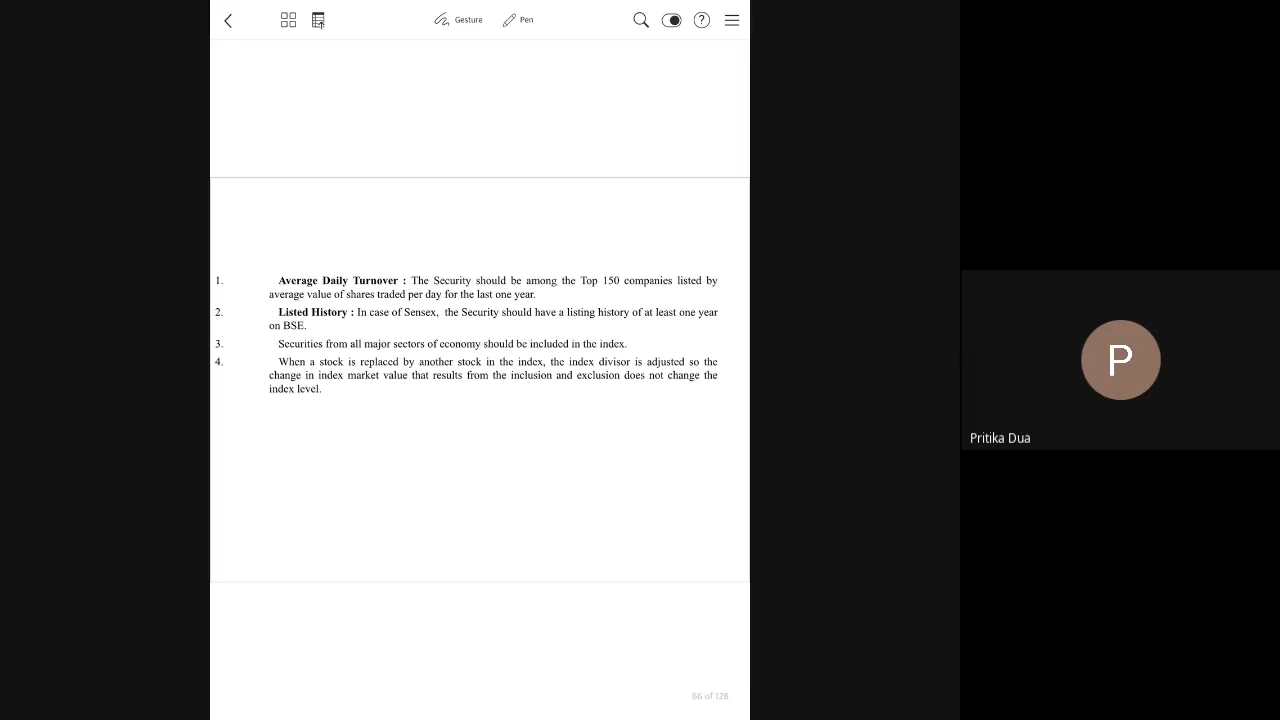 Gesture Pen
1. Average Daily Turnover : The Security should be among the Top 150 companies listed by
average value of shares traded per day for the last one year.
2. Listed History : In case of Sensex, the Security should have a listing history of at least one year
on BSE.
3. Securities from all major sectors of economy should be included in the index.
4. When a stock is replaced by another stock in the index, the index divisor is adjusted so the
change in index market value that results from the inclusion and exclusion does not change the
index level.
66 of 128
P
Pritika Dua